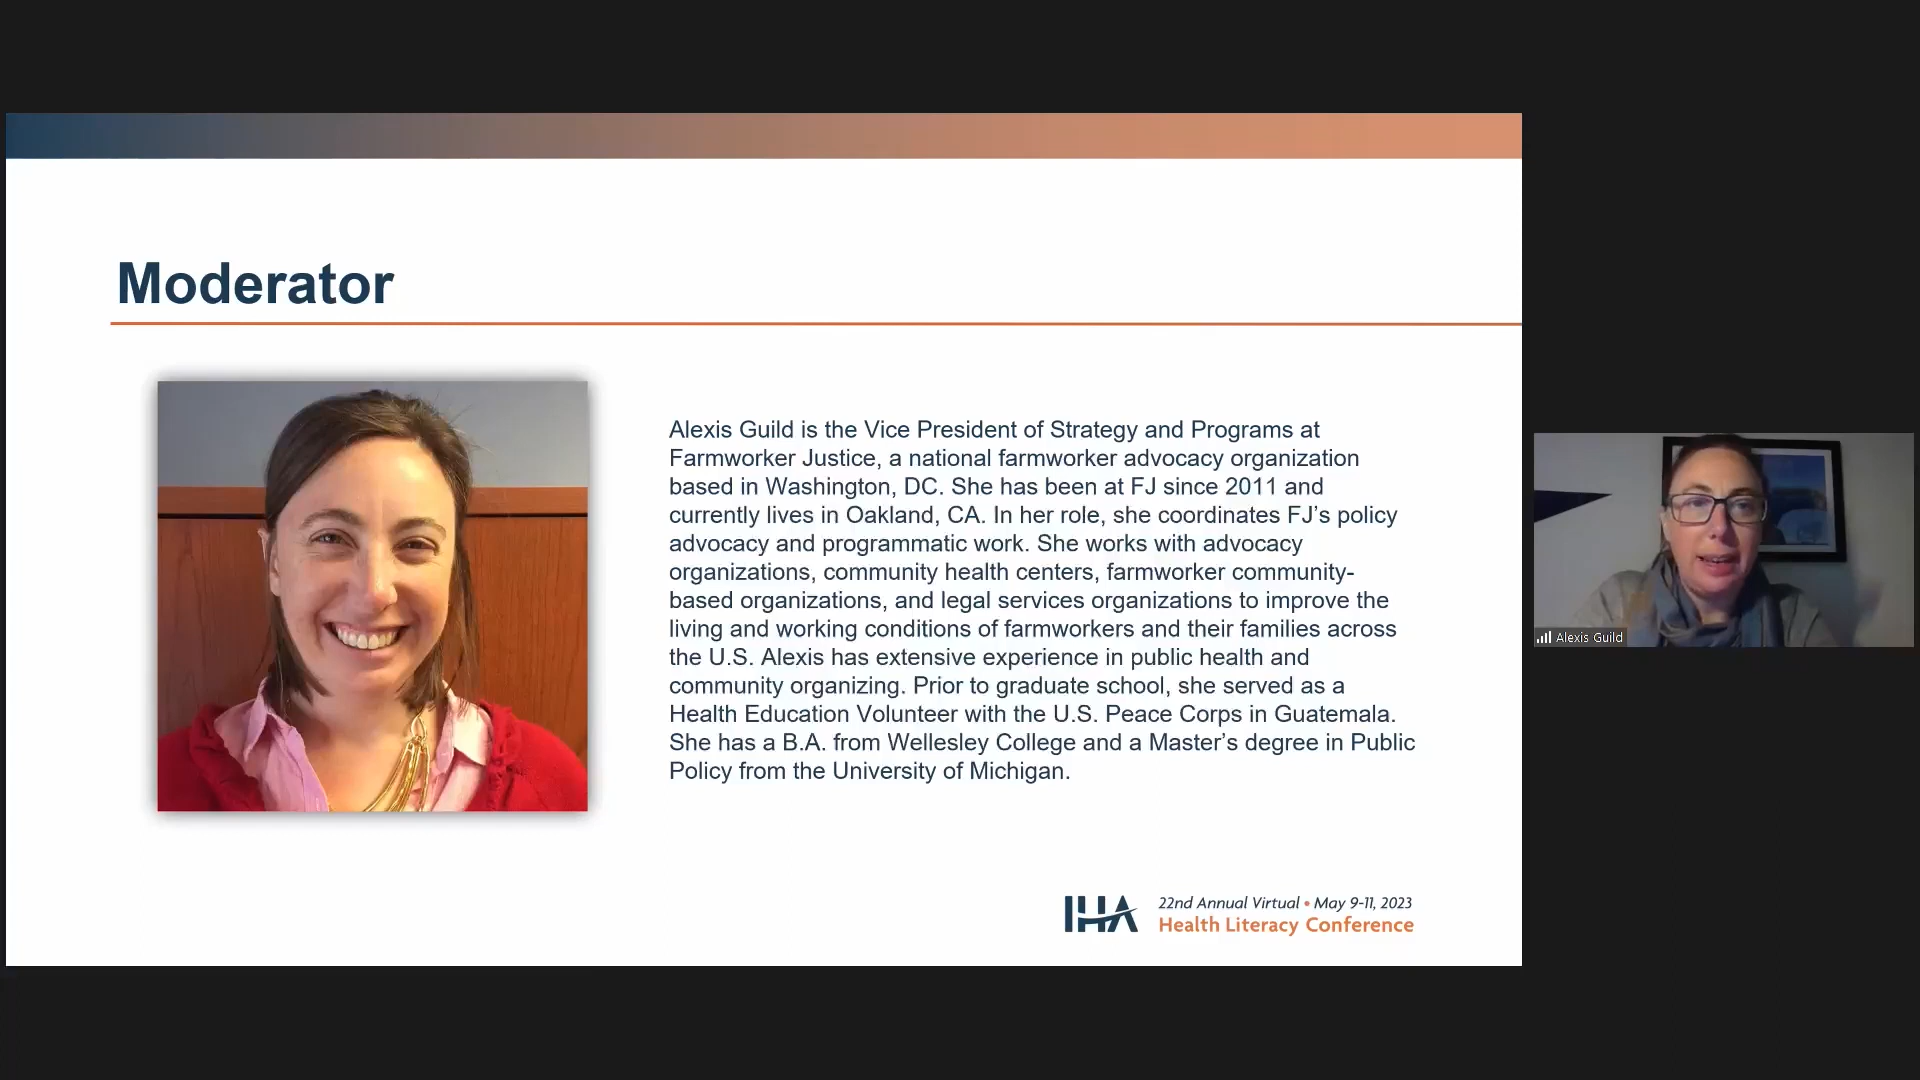 Moderator
Alexis Guild is the Vice President of Strategy and Programs at
Farmworker Justice, a national farmworker advocacy organization
based in Washington, DC. She has been at FJ since 2011 and
currently lives in Oakland, CA. In her role, she coordinates FJ’s policy
advocacy and programmatic work. She works with advocacy
organizations, community health centers, farmworker community-
based organizations, and legal services organizations to improve the
living and working conditions of farmworkers and their families across
the U.S. Alexis has extensive experience in public health and
community organizing. Prior to graduate school, she served as a
Health Education Volunteer with the U.S. Peace Corps in Guatemala.
She has a B.A. from Wellesley College and a Master’s degree in Public
Policy from the University of Michigan.
Alexis Guild
IHA
22nd Annual Virtual • May 9-11, 2023
Health Literacy Conference